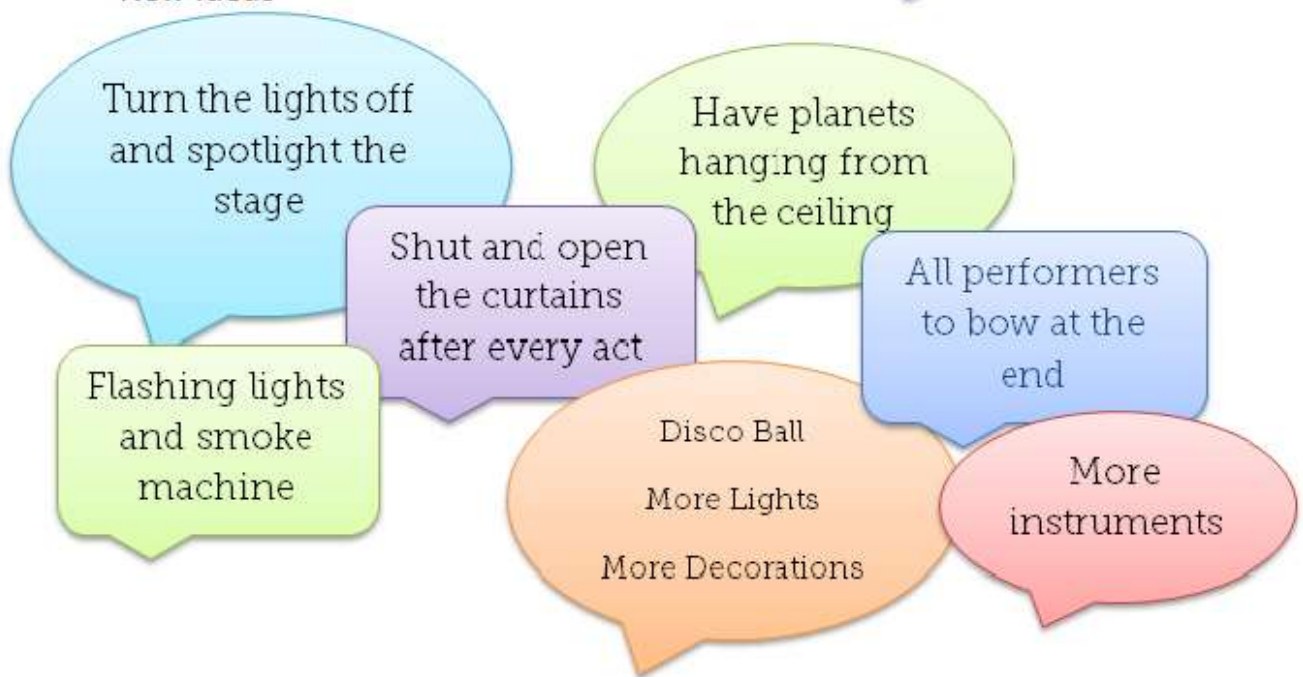 Turn the lights off
and spotlight the
stage
Have planets
hanging from
the ceiling
Shut and open
the curtains
after every act
All performers
to bow at the
end
Flashing lights
and smoke
machine
Disco Ball
More Lights
More Decorations
More
instruments